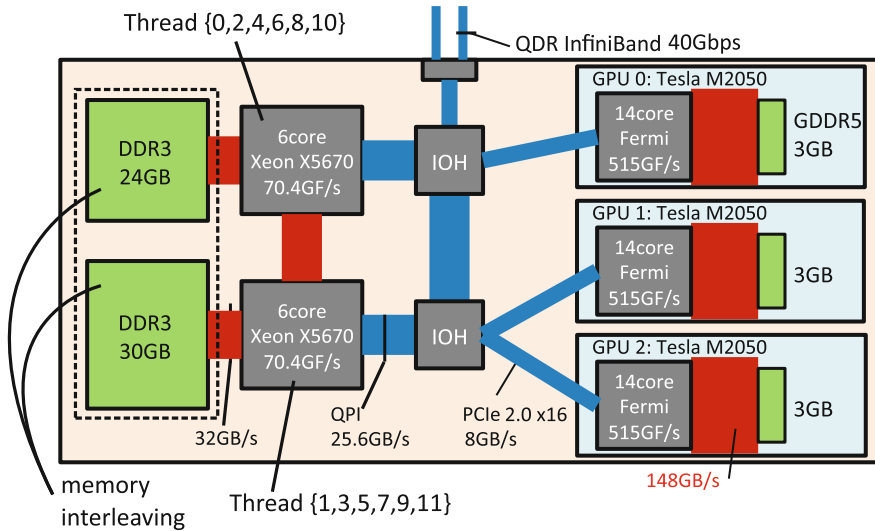 Thread {0,2,4,6,8,10}
QDR InfiniBand 40Gbps
DDR3
24GB
6core
Xeon X5670
70.4GF/s
IOH
GPU 0: Tesla M2050
14core
Fermi
515GF/s
GDDR5
3GB
DDR3
30GB
6core
Xeon X5670
70.4GF/s
IOH
GPU 1: Tesla M2050
14core
Fermi
515GF/s
3GB
GPU 2: Tesla M2050
14core
Fermi
515GF/s
3GB
32GB/s
QPI
25.6GB/s
PCIe 2.0 x16
8GB/s
148GB/s
memory
interleaving
Thread {1,3,5,7,9,11}